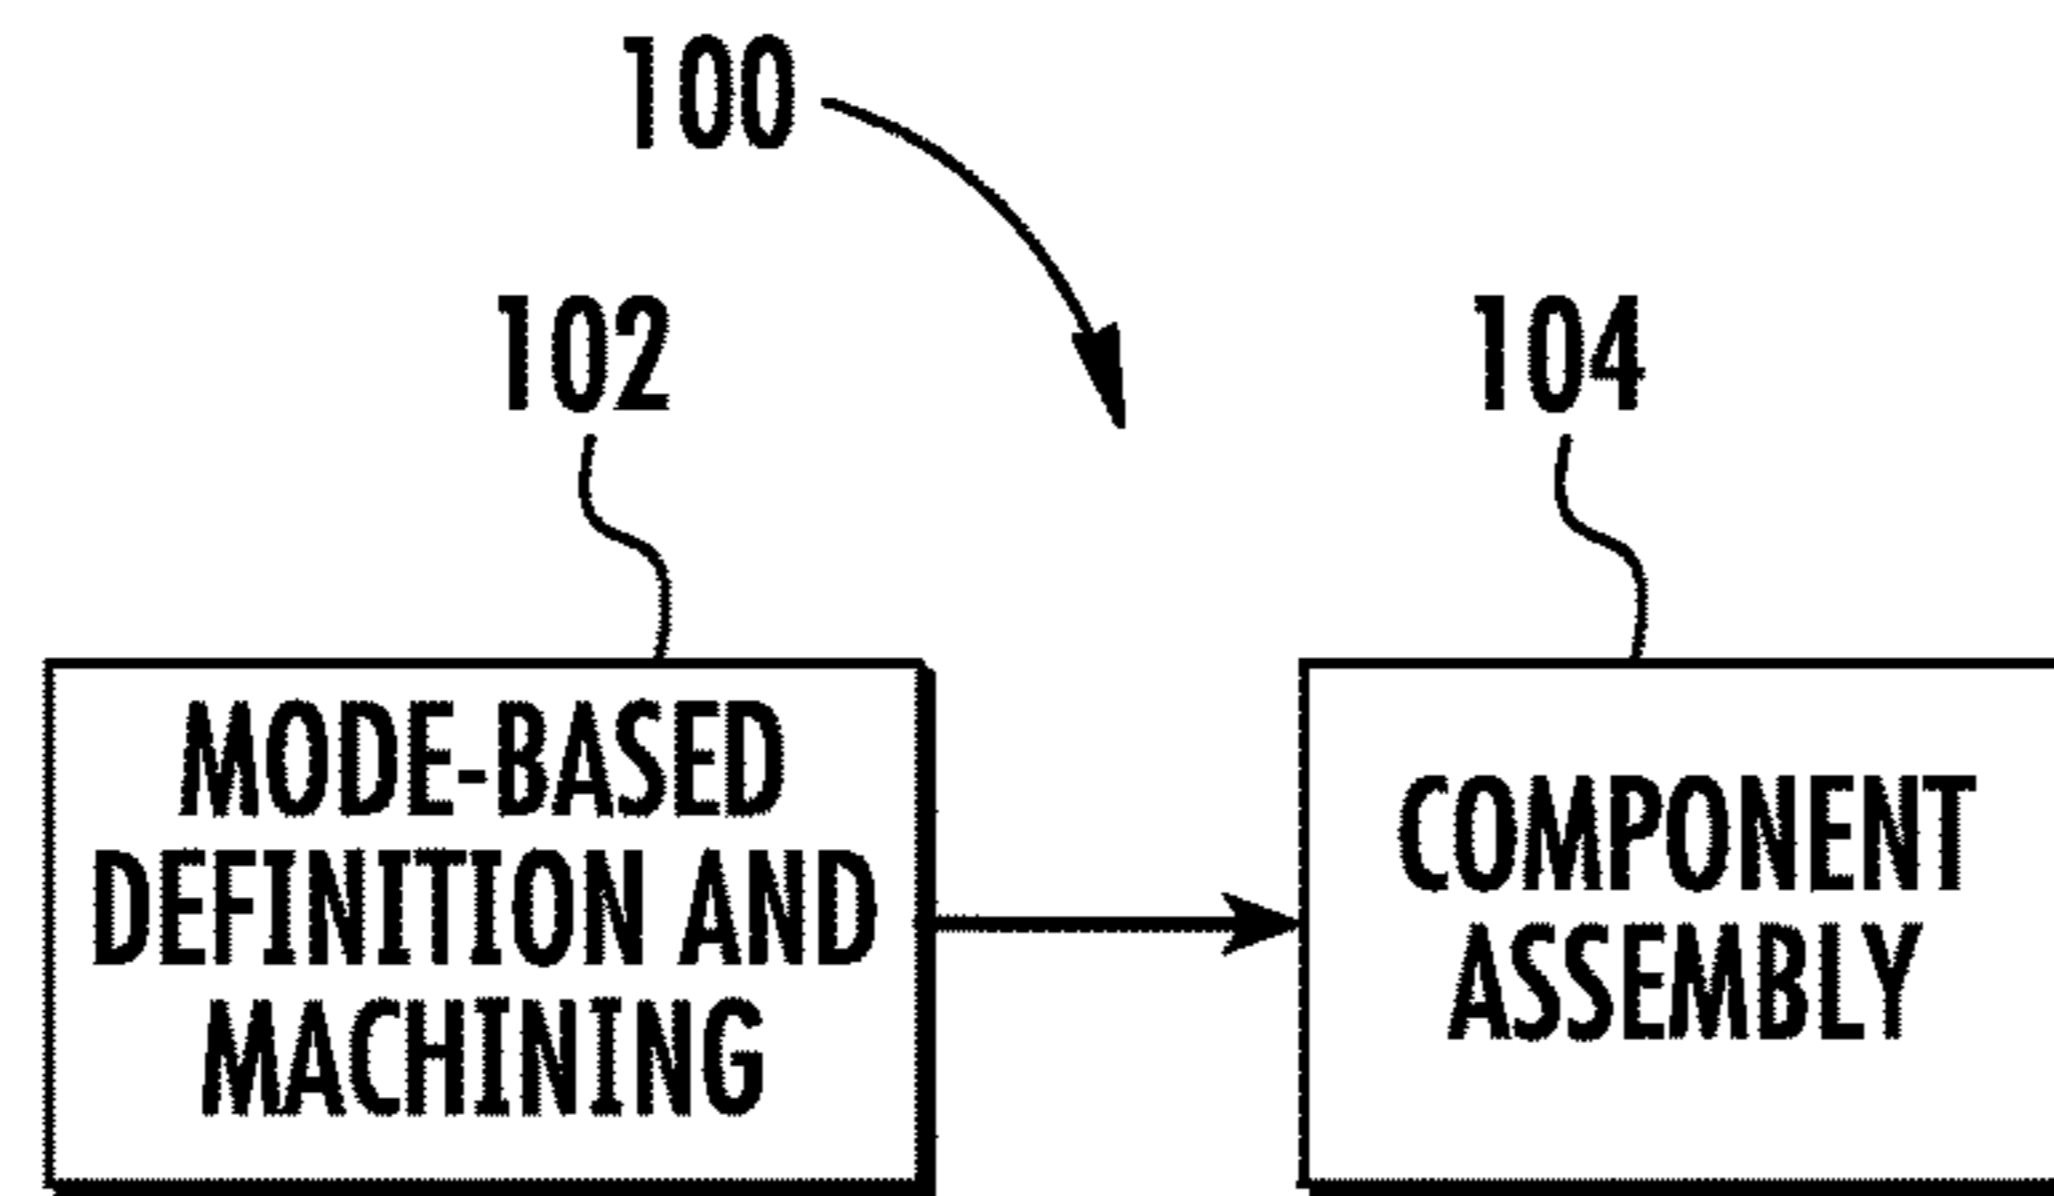 100
102
104
MODE-BASED
DEFINITION AND
MACHINING
COMPONENT
ASSEMBLY